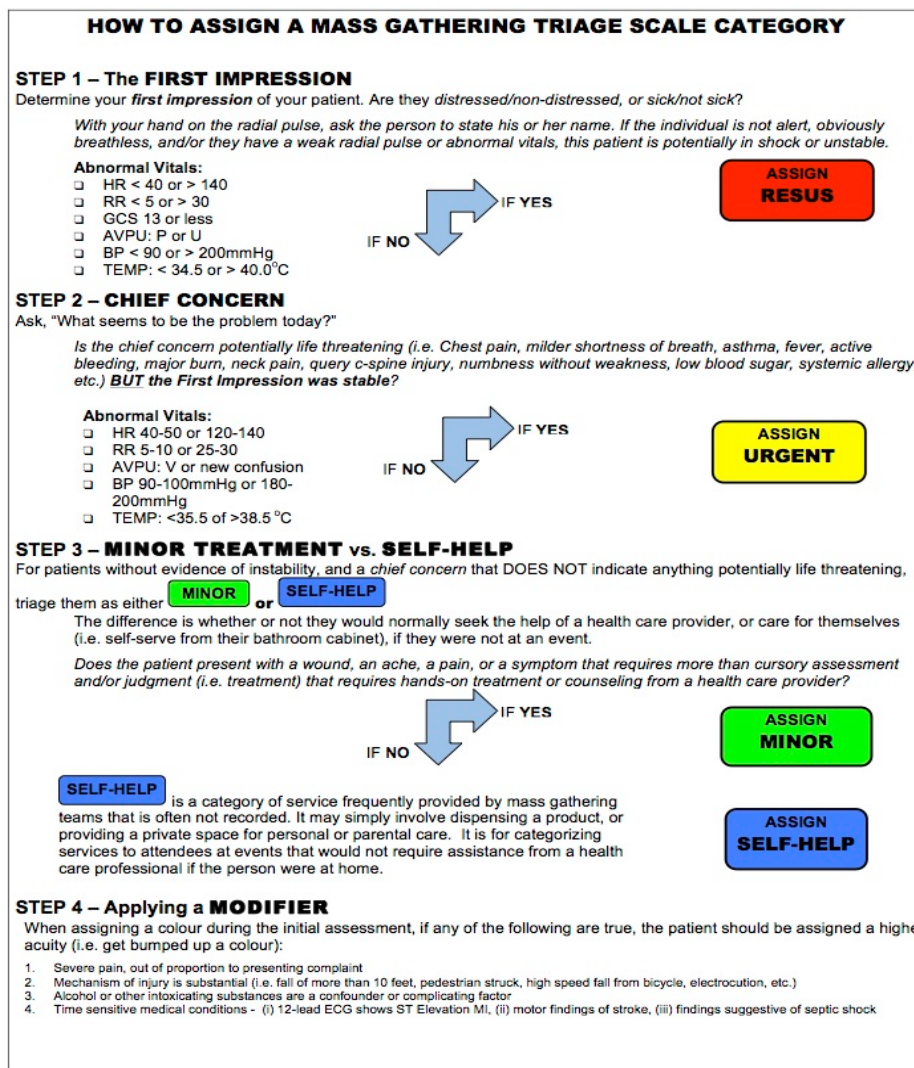 HOW TO ASSIGN A MASS GATHERING TRIAGE SCALE CATEGORY
STEP 1 – The FIRST IMPRESSION
Determine your first impression of your patient. Are they distressed/non-distressed, or sick/not sick?
With your hand on the radial pulse, ask the person to state his or her name. If the individual is not alert, obviously
breathless, and/or they have a weak radial pulse or abnormal vitals, this patient is potentially in shock or unstable.
Abnormal Vitals:
❑ HR < 40 or > 140
❑ RR < 5 or > 30
❑ GCS 13 or less
❑ AVPU: P or U
❑ BP < 90 or > 200mmHg
❑ TEMP: < 34.5 or > 40.0°C
IF YES
IF NO
ASSIGN
RESUS
STEP 2 – CHIEF CONCERN
Ask, "What seems to be the problem today?"
Is the chief concern potentially life threatening (i.e. Chest pain, milder shortness of breath, asthma, fever, active
bleeding, major burn, neck pain, query c-spine injury, numbness without weakness, low blood sugar, systemic allergy
etc.) BUT the First Impression was stable?
Abnormal Vitals:
❑ HR 40-50 or 120-140
❑ RR 5-10 or 25-30
❑ AVPU: V or new confusion
❑ BP 90-100mmHg or 180-
200mmHg
❑ TEMP: <35.5 of >38.5 °C
IF YES
IF NO
ASSIGN
URGENT
STEP 3 – MINOR TREATMENT vs. SELF-HELP
For patients without evidence of instability, and a chief concern that DOES NOT indicate anything potentially life threatening,
triage them as either MINOR or SELF-HELP
The difference is whether or not they would normally seek the help of a health care provider, or care for themselves
(i.e. self-serve from their bathroom cabinet), if they were not at an event.
Does the patient present with a wound, an ache, a pain, or a symptom that requires more than cursory assessment
and/or judgment (i.e. treatment) that requires hands-on treatment or counseling from a health care provider?
IF YES
IF NO
ASSIGN
MINOR
SELF-HELP is a category of service frequently provided by mass gathering
teams that is often not recorded. It may simply involve dispensing a product, or
providing a private space for personal or parental care. It is for categorizing
services to attendees at events that would not require assistance from a health
care professional if the person were at home.
ASSIGN
SELF-HELP
STEP 4 – Applying a MODIFIER
When assigning a colour during the initial assessment, if any of the following are true, the patient should be assigned a highe
acuity (i.e. get bumped up a colour):
1. Severe pain, out of proportion to presenting complaint
2. Mechanism of injury is substantial (i.e. fall of more than 10 feet, pedestrian struck, high speed fall from bicycle, electrocution, etc.)
3. Alcohol or other intoxicating substances are a confounder or complicating factor
4. Time sensitive medical conditions - (i) 12-lead ECG shows ST Elevation MI, (ii) motor findings of stroke, (iii) findings suggestive of septic shock